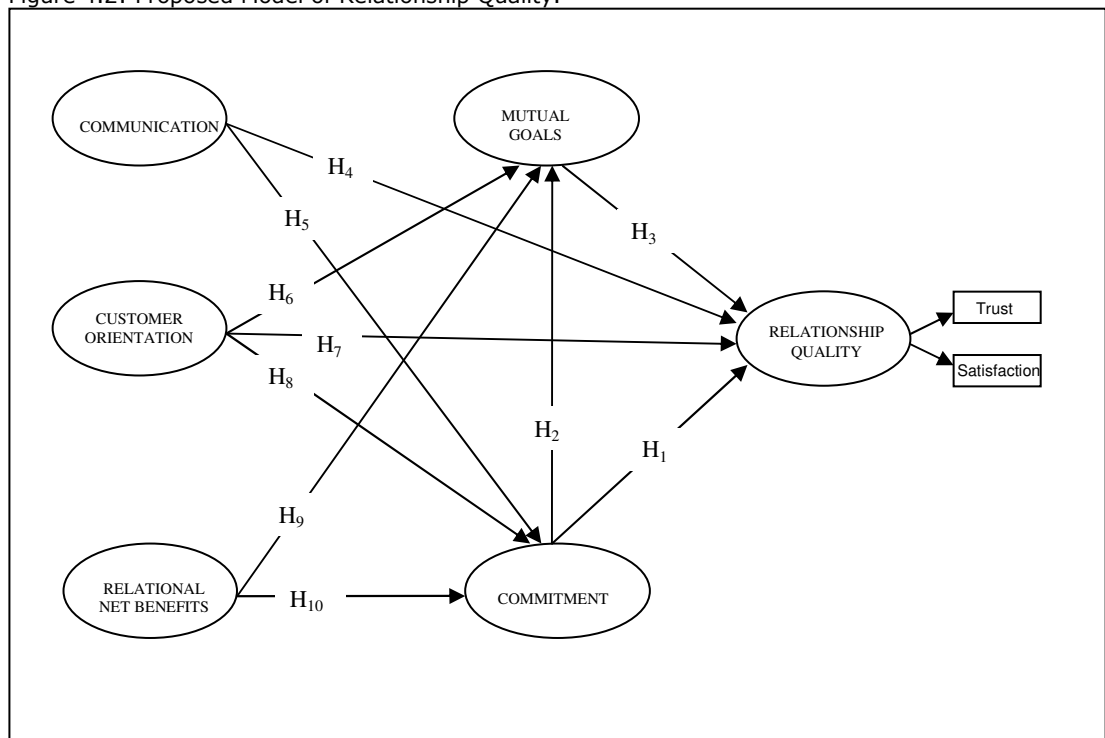 Figure 4.2: Proposed Model of Relationship Quality.
COMMUNICATION
MUTUAL
GOALS
H4
H5
H3
H6
CUSTOMER
ORIENTATION
H7
RELATIONSHIP
QUALITY
Trust
Satisfaction
H8
H2
H1
H9
RELATIONAL
NET BENEFITS
H10
COMMITMENT